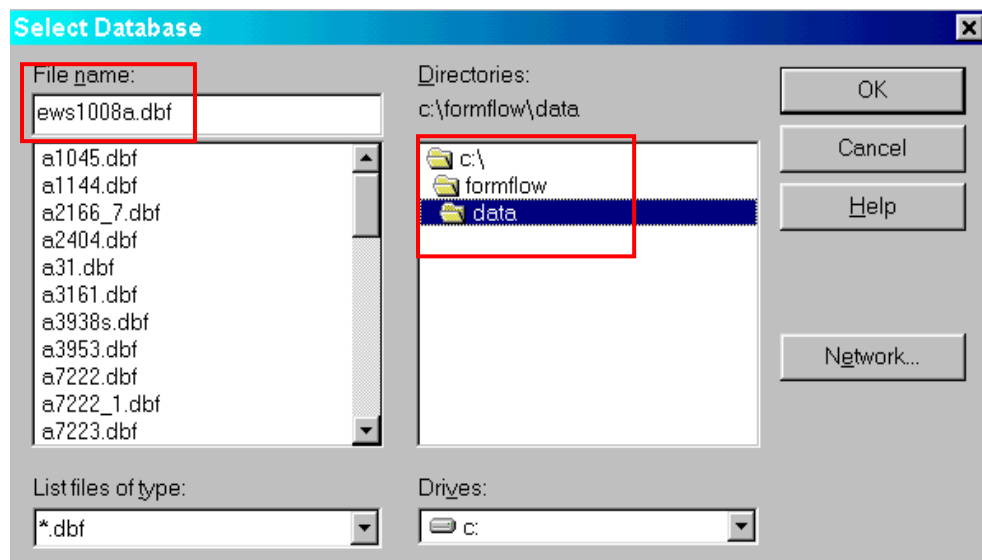 Select Database
File name:
ews1008a.dbf
a1045.dbf
a1144.dbf
a2166_7.dbf
a2404.dbf
a31.dbf
a3161.dbf
a3938s.dbf
a3953.dbf
a7222.dbf
a7222_1.dbf
a7223.dbf
List files of type:
*.dbf
Directories:
c:\formflow\data
c:\
formflow
data
Drives:
c:
OK
Cancel
Help
Network...